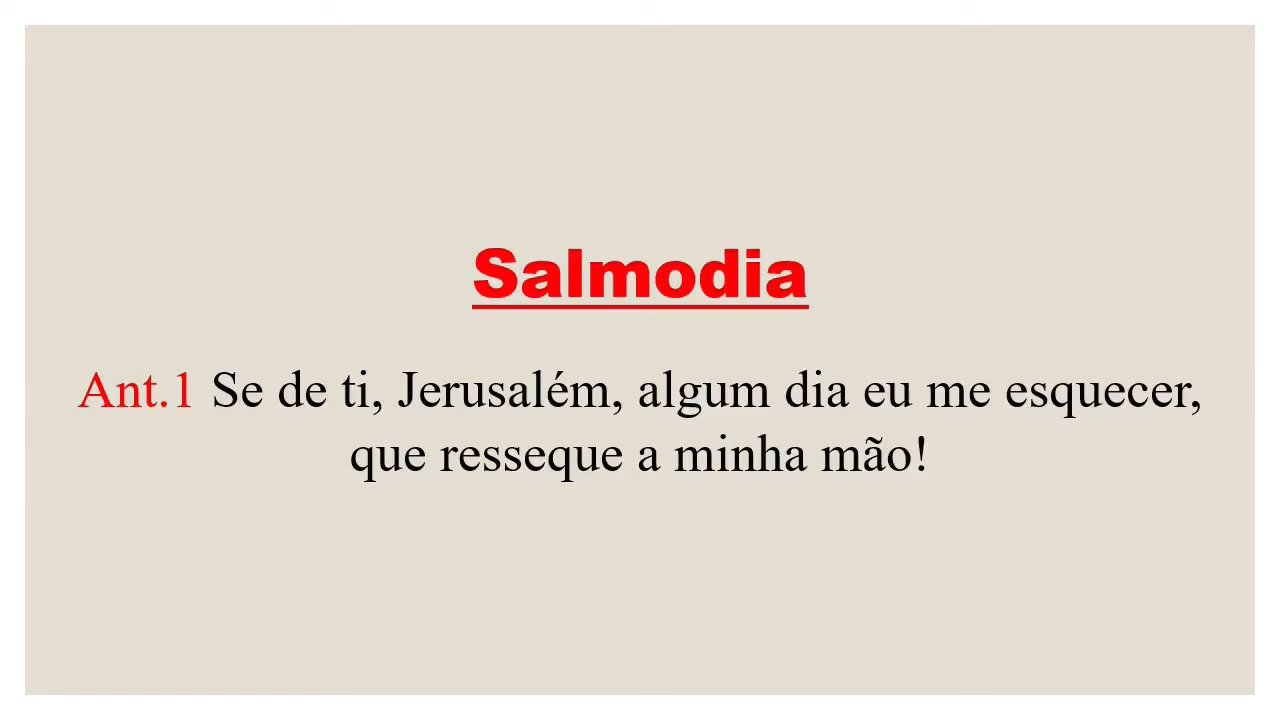 Salmodia
Ant.1 Se de ti, Jerusalém, algum dia eu me esquecer,
que resseque a minha mão!